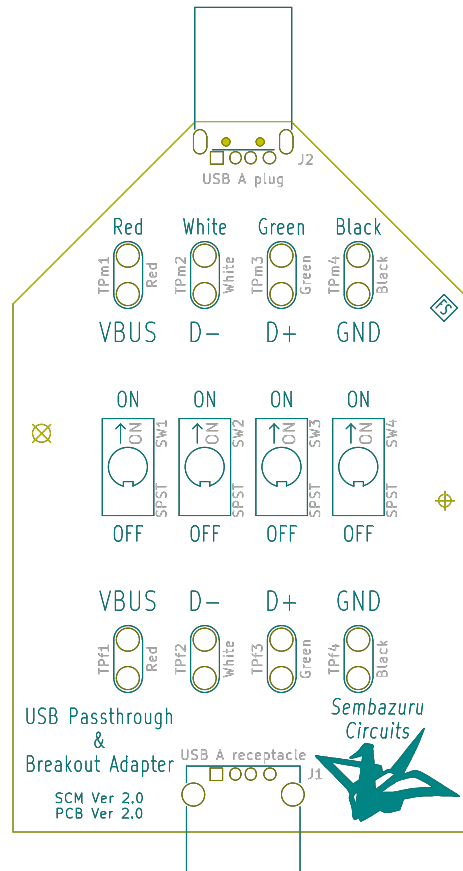 J2
USB A plug
Red White Green Black
TPm1 Red TPm2 White TPm3 Green TPm4 Black
FS
VBUS D- D+ GND
ON ON ON ON
ON SW1 ON SW2 ON SW3 ON SW4
SPST SPST SPST SPST
OFF OFF OFF OFF
VBUS D- D+ GND
TPf1 Red TPf2 White TPf3 Green TPf4 Black
USB Passthrough
&
Breakout Adapter
SCM Ver 2.0
PCB Ver 2.0
Sembazuru
Circuits
USB A receptacle
J1